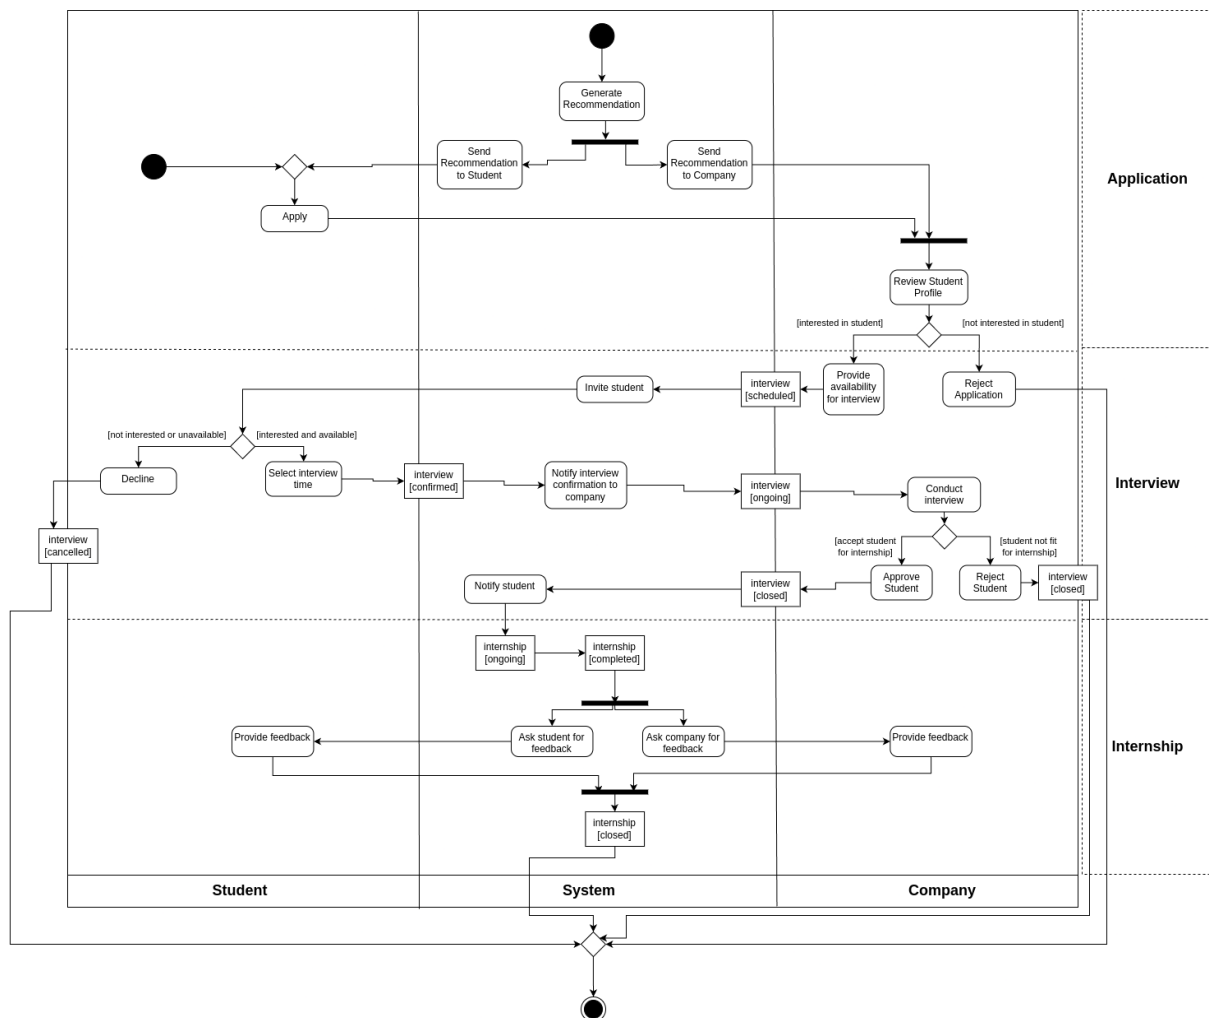 Generate
Recommendation
Send
Recommendation
to Student
Send
Recommendation
to Company
Application
Apply
Review Student
Profile
[interested in student]
[not interested in student]
Invite student
interview
[scheduled]
Provide
availability
for interview
Reject
Application
[not interested or unavailable]
[interested and available]
Decline
Select interview
time
interview
[confirmed]
Notify interview
confirmation to
company
interview
[ongoing]
Conduct
interview
Interview
interview
[cancelled]
[accept student
for internship]
[student not fit
for internship]
Notify student
interview
[closed]
Approve
Student
Reject
Student
interview
[closed]
internship
[ongoing]
internship
[completed]
Provide feedback
Ask student for
feedback
Ask company for
feedback
Provide feedback
Internship
internship
[closed]
Student
System
Company